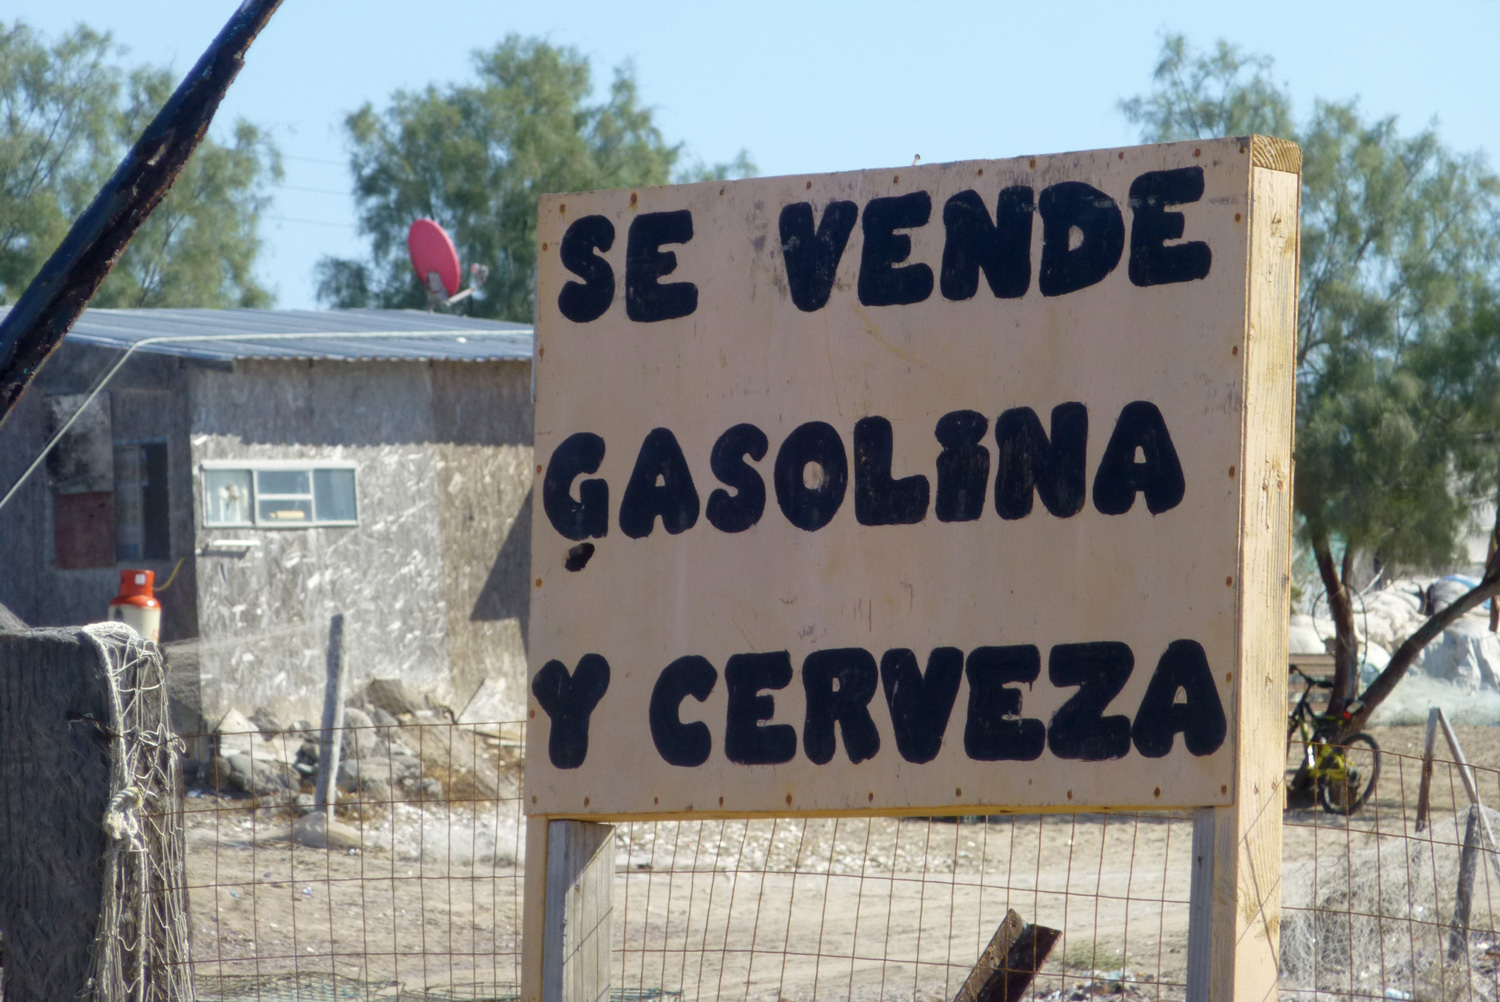 SE VENDE
GASOLiNA
Y CERVEZA